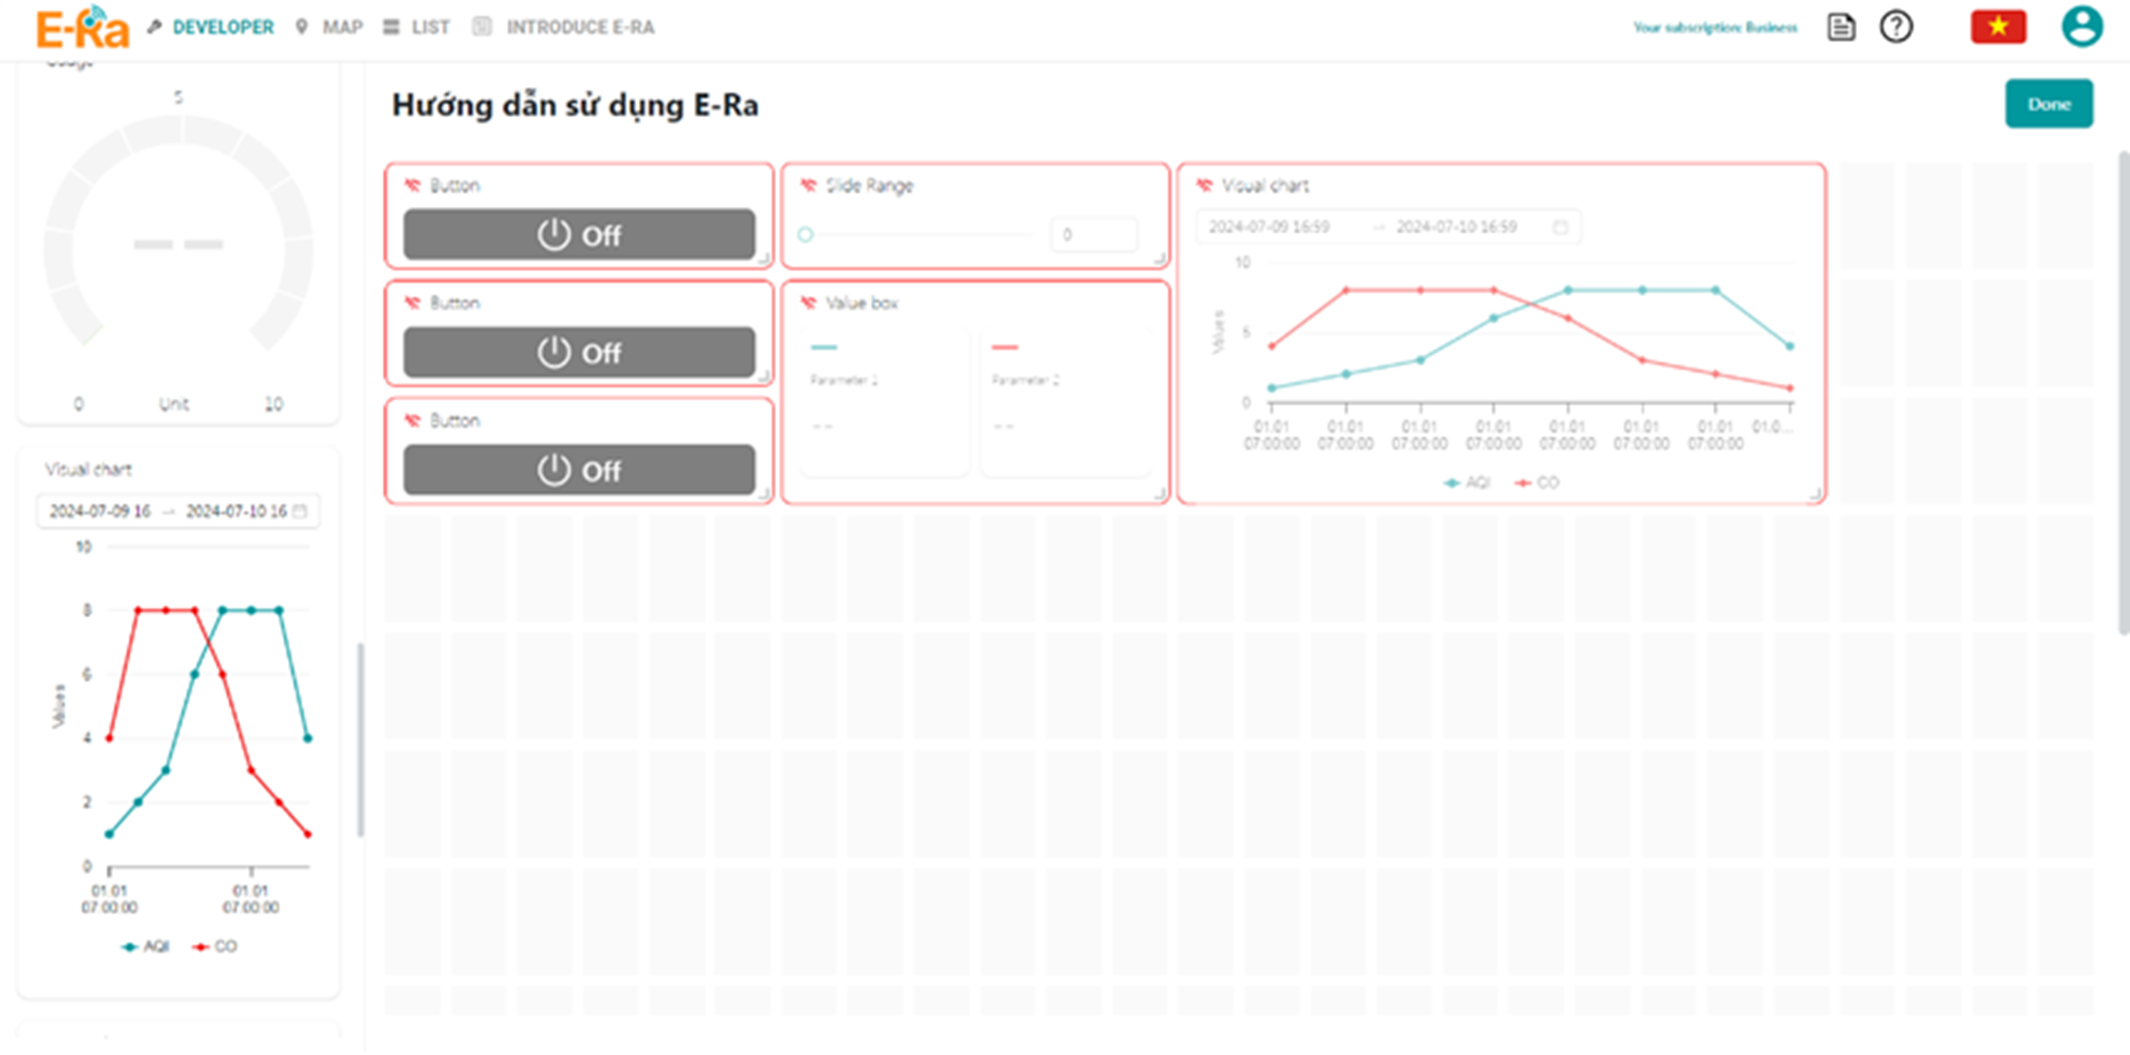 E-Ra
DEVELOPER
MAP
LIST
INTRODUCE E-RA
Your subscription: Business
Usage
5
0
Unit
10
Visual chart
2024-07-09 16 → 2024-07-10 16
10
8
6
4
2
0
Values
01.01 01.01
07:00:00 07:00:00
AQI CO
Hướng dẫn sử dụng E-Ra
Done
Button
Off
Button
Off
Button
Off
Slide Range
0
Value box
Parameter 1
--
Parameter 2
--
Visual chart
2024-07-09 16:59 → 2024-07-10 16:59
10
5
0
Values
01.01 01.01 01.01 01.01 01.01 01.01 01.01 01.0...
07:00:00 07:00:00 07:00:00 07:00:00 07:00:00 07:00:00 07:00:00
AQI CO